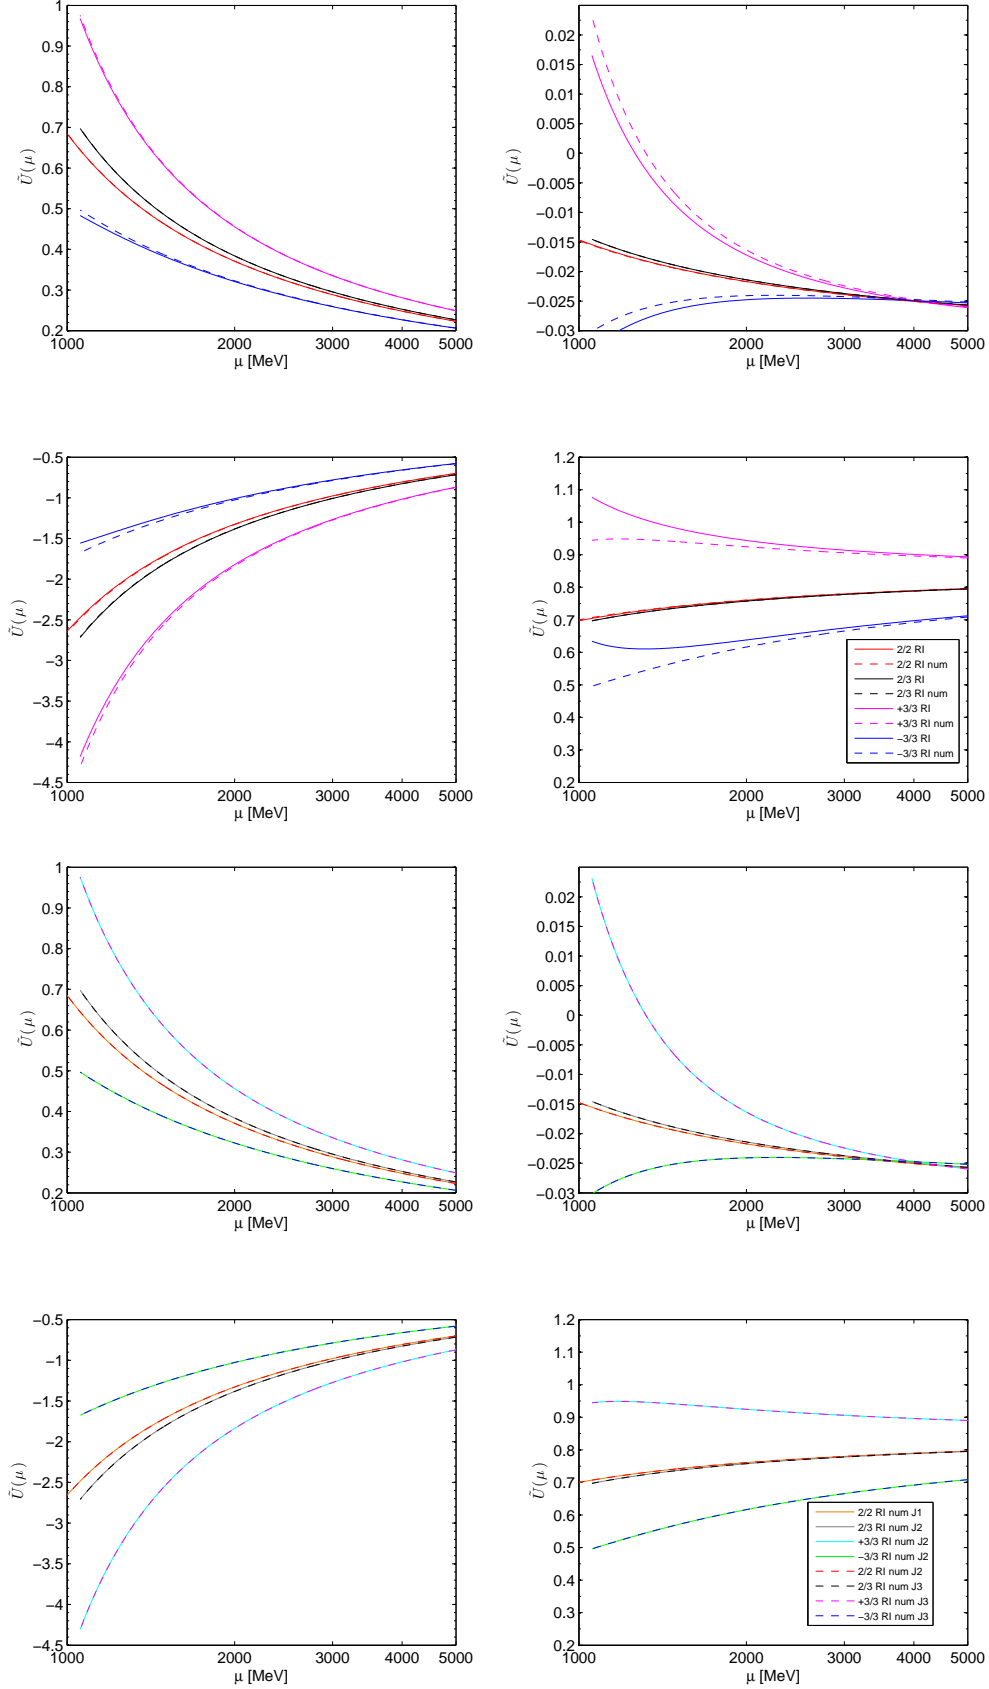 1
0.9
0.8
0.7
0.6
0.5
0.4
0.3
0.2
1000 2000 3000 4000 5000
μ [MeV]
Ũ(μ)
0.02
0.015
0.01
0.005
0
−0.005
−0.01
−0.015
−0.02
−0.025
−0.03
1000 2000 3000 4000 5000
μ [MeV]
Ũ(μ)
−0.5
−1
−1.5
−2
−2.5
−3
−3.5
−4
−4.5
1000 2000 3000 4000 5000
μ [MeV]
Ũ(μ)
1.2
1.1
1
0.9
0.8
0.7
0.6
0.5
0.4
0.3
0.2
1000 2000 3000 4000 5000
μ [MeV]
Ũ(μ)
2/2 RI
2/2 RI num
2/3 RI
2/3 RI num
+3/3 RI
+3/3 RI num
−3/3 RI
−3/3 RI num
1
0.9
0.8
0.7
0.6
0.5
0.4
0.3
0.2
1000 2000 3000 4000 5000
μ [MeV]
Ũ(μ)
0.02
0.015
0.01
0.005
0
−0.005
−0.01
−0.015
−0.02
−0.025
−0.03
1000 2000 3000 4000 5000
μ [MeV]
Ũ(μ)
−0.5
−1
−1.5
−2
−2.5
−3
−3.5
−4
−4.5
1000 2000 3000 4000 5000
μ [MeV]
Ũ(μ)
1.2
1.1
1
0.9
0.8
0.7
0.6
0.5
0.4
0.3
0.2
1000 2000 3000 4000 5000
μ [MeV]
Ũ(μ)
2/2 RI num J1
2/3 RI num J2
+3/3 RI num J2
−3/3 RI num J2
2/2 RI num J2
2/3 RI num J3
+3/3 RI num J3
−3/3 RI num J3